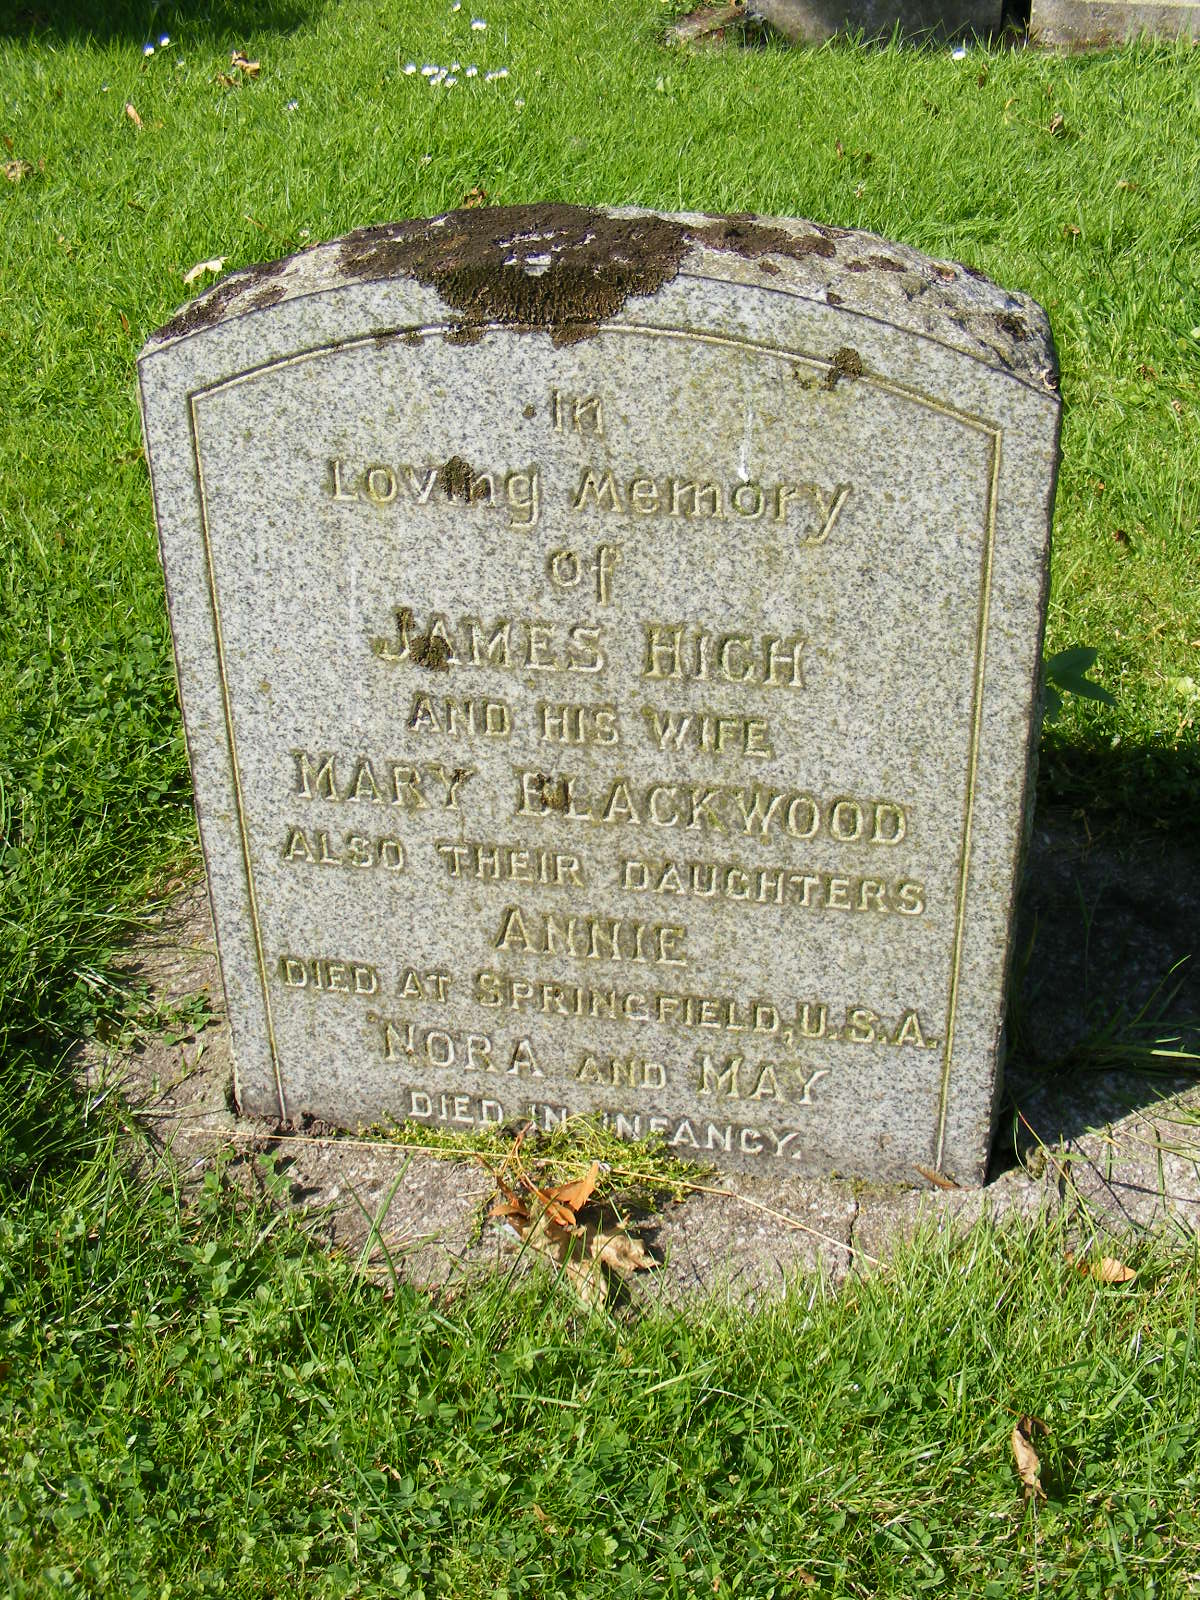 In
Loving Memory
of
JAMES HIGH
AND HIS WIFE
MARY BLACKWOOD
ALSO THEIR DAUGHTERS
ANNIE
DIED AT SPRINGFIELD, U.S.A.
NORA AND MAY
DIED IN INFANCY.